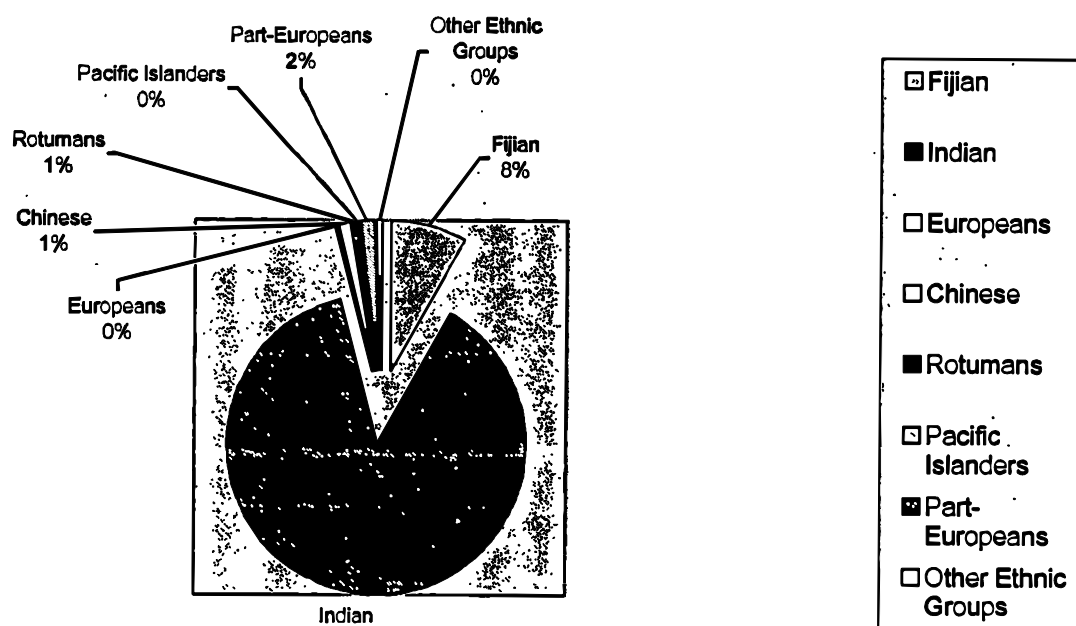 Part-Europeans
2%
Other Ethnic
Groups
0%
Pacific Islanders
0%
Rotumans
1%
Fijian
8%
Chinese
1%
Europeans
0%
Indian
Fijian
Indian
Europeans
Chinese
Rotumans
Pacific
Islanders
Part-
Europeans
Other Ethnic
Groups